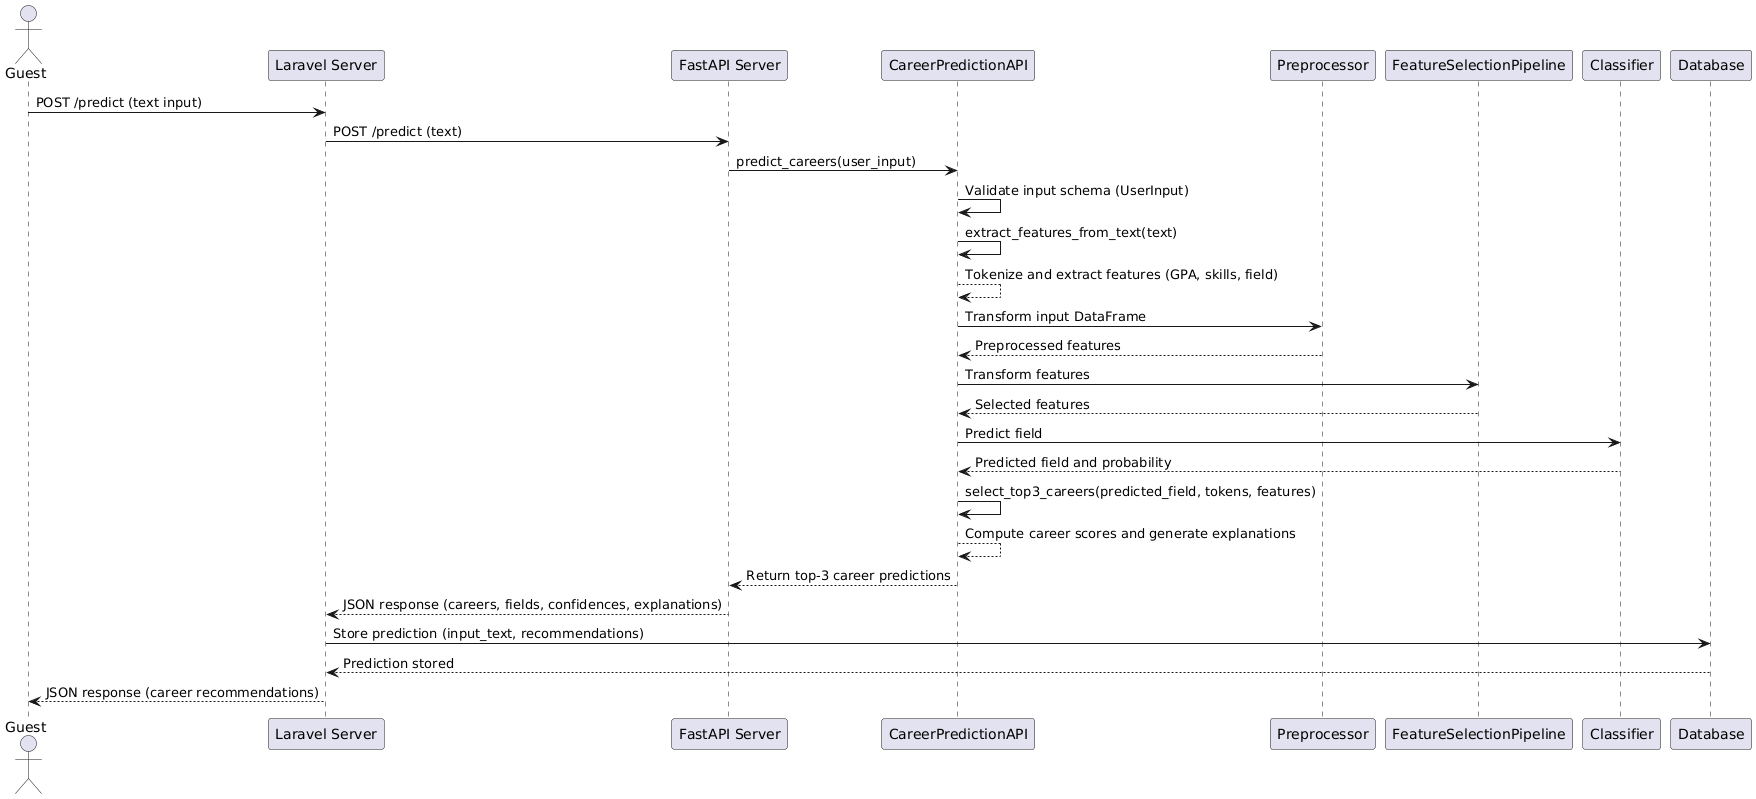 Guest
Laravel Server
FastAPI Server
CareerPredictionAPI
Preprocessor
FeatureSelectionPipeline
Classifier
Database
POST /predict (text input)
POST /predict (text)
predict_careers(user_input)
Validate input schema (UserInput)
extract_features_from_text(text)
Tokenize and extract features (GPA, skills, field)
Transform input DataFrame
Preprocessed features
Transform features
Selected features
Predict field
Predicted field and probability
select_top3_careers(predicted_field, tokens, features)
Compute career scores and generate explanations
Return top-3 career predictions
JSON response (careers, fields, confidences, explanations)
Store prediction (input_text, recommendations)
Prediction stored
JSON response (career recommendations)
Guest
Laravel Server
FastAPI Server
CareerPredictionAPI
Preprocessor
FeatureSelectionPipeline
Classifier
Database